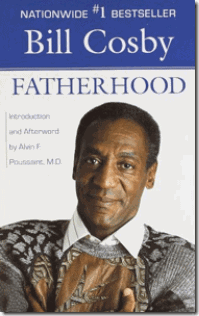 NATIONWIDE #1 BESTSELLER
Bill Cosby
FATHERHOOD
Introduction
and Afterword
by Alvin F.
Poussaint, M.D.